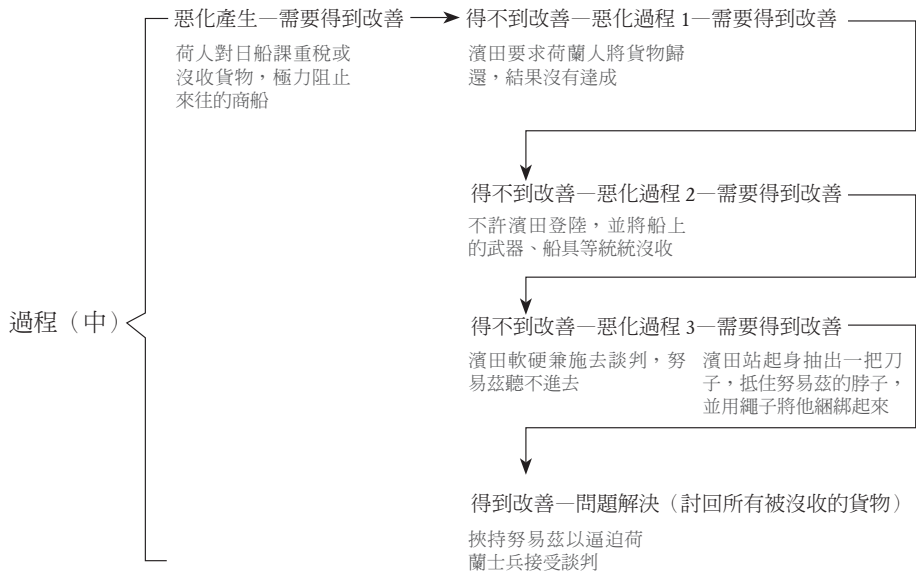 惡化產生—需要得到改善
荷人對日船課重稅或
沒收貨物，極力阻止
來往的商船
得不到改善—惡化過程 1—需要得到改善
濱田要求荷蘭人將貨物歸
還，結果沒有達成
得不到改善—惡化過程 2—需要得到改善
不許濱田登陸，並將船上
的武器、船具等統統沒收
過程（中）
得不到改善—惡化過程 3—需要得到改善
濱田軟硬兼施去談判，努
易茲聽不進去
濱田站起身抽出一把刀
子，抵住努易茲的脖子，
並用繩子將他綑綁起來
得到改善—問題解決（討回所有被沒收的貨物）
挾持努易茲以逼迫荷
蘭士兵接受談判